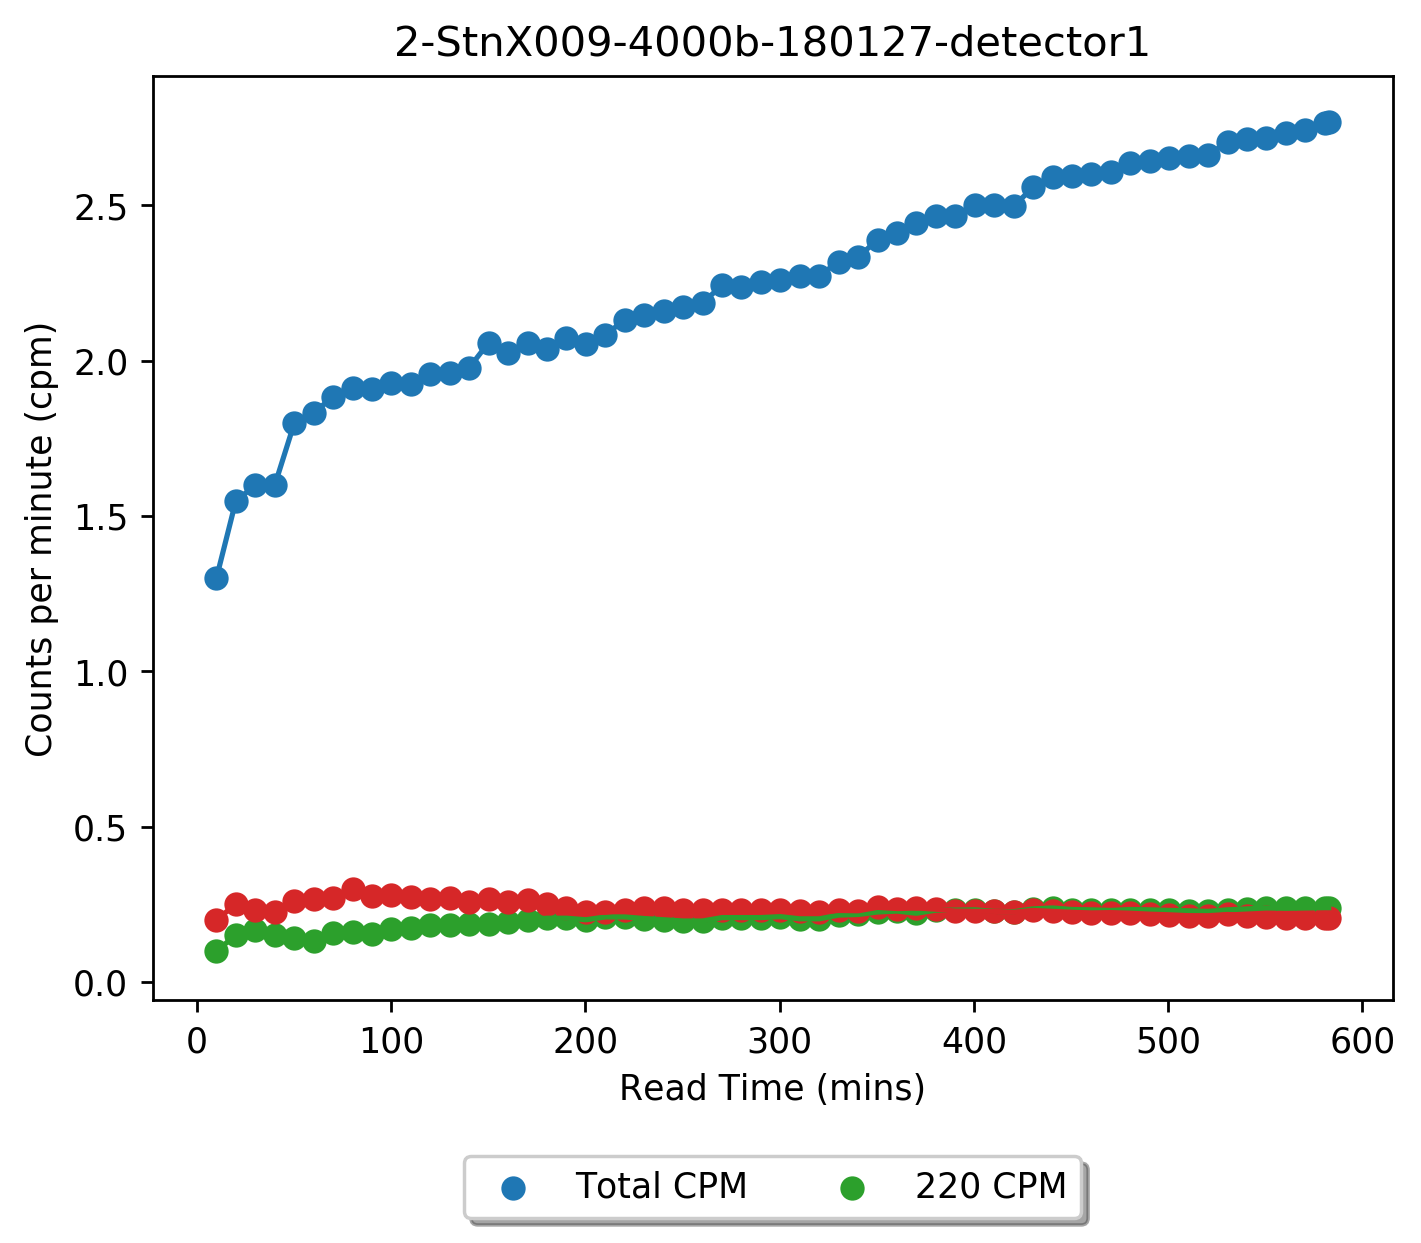 2-StnX009-4000b-180127-detector1
Counts per minute (cpm)
2.5
2.0
1.5
1.0
0.5
0.0
0 100 200 300 400 500 600
Read Time (mins)
Total CPM 220 CPM